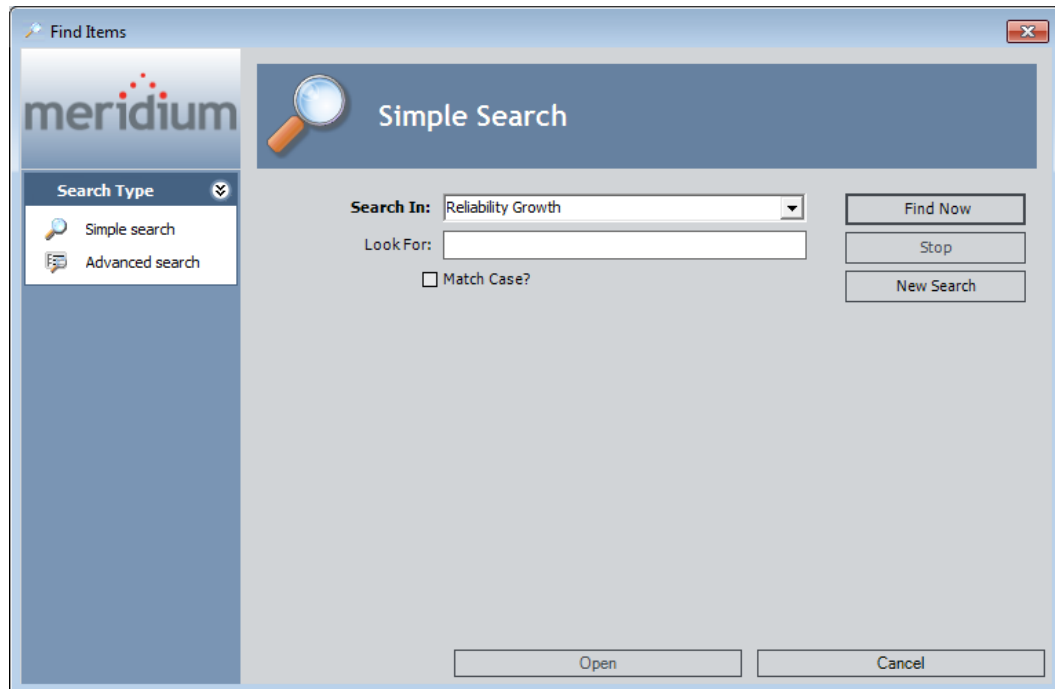 Find Items
meridium
Simple Search
Search Type
Simple search
Advanced search
Search In: Reliability Growth
Look For:
Match Case?
Find Now
Stop
New Search
Open
Cancel